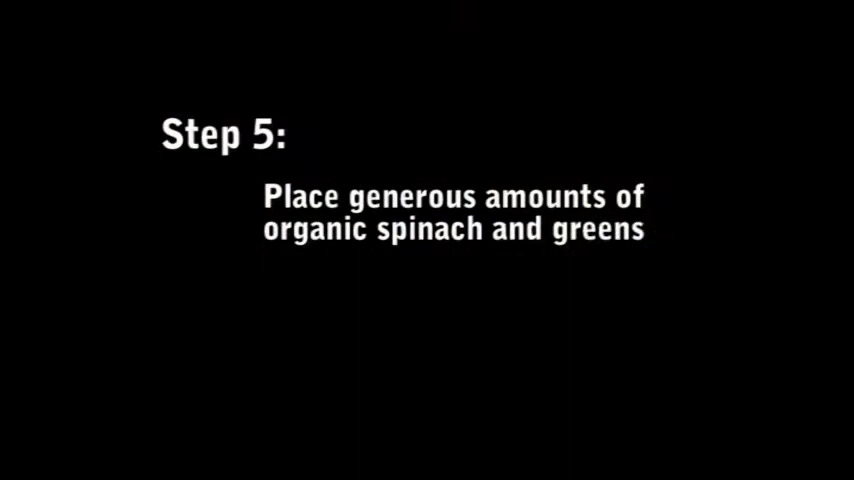 Step 5:
Place generous amounts of
organic spinach and greens